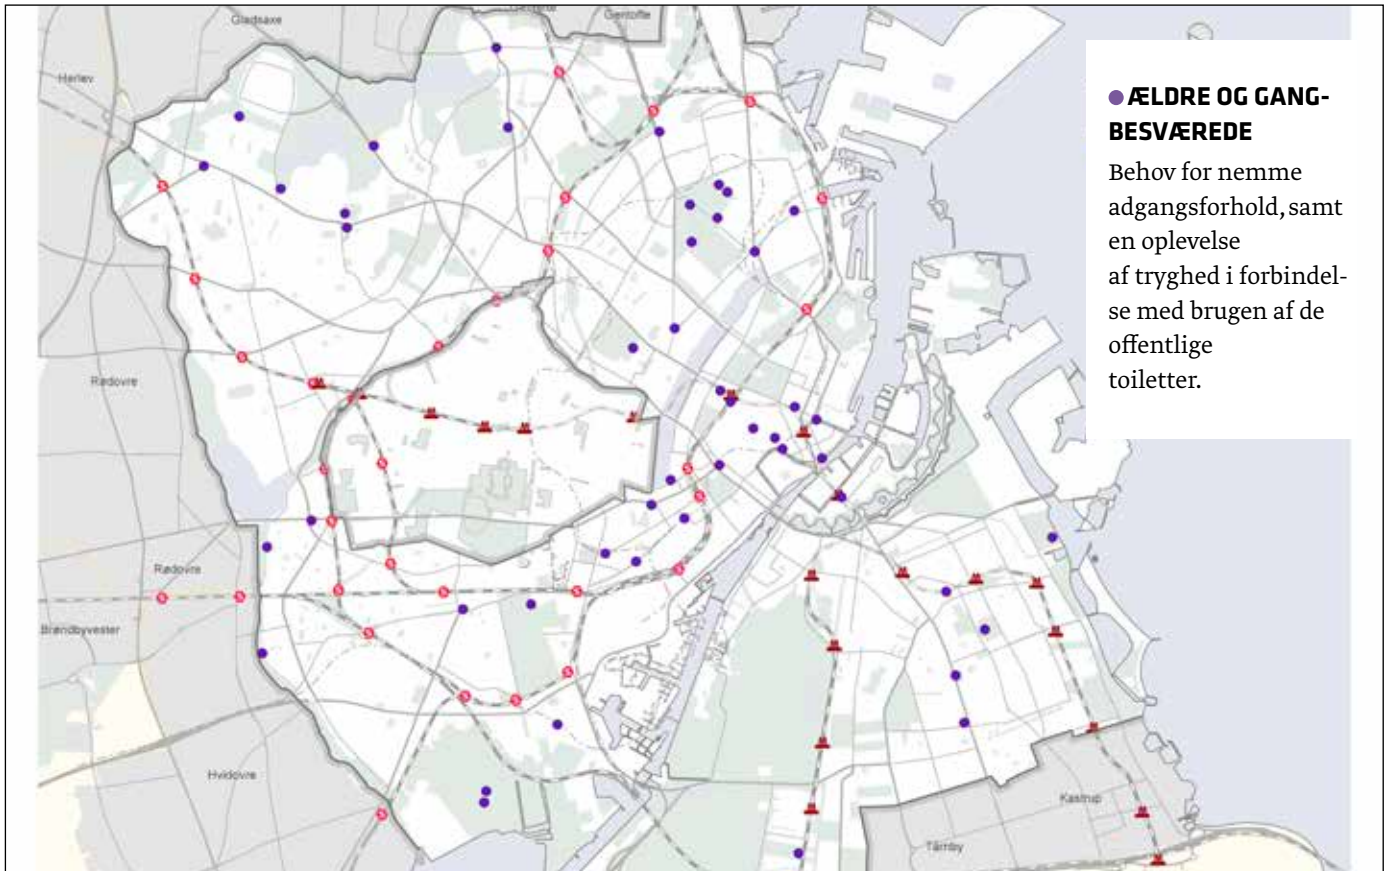 Gladsaxe
Gentofte
Herlev
Rødovre
Rødovre
Brøndbyvester
Hvidovre
Kastrup
Tårnby
ÆLDRE OG GANG-
BESVÆREDE
Behov for nemme
adgangsforhold, samt
en oplevelse
af tryghed i forbindel-
se med brugen af de
offentlige
toiletter.